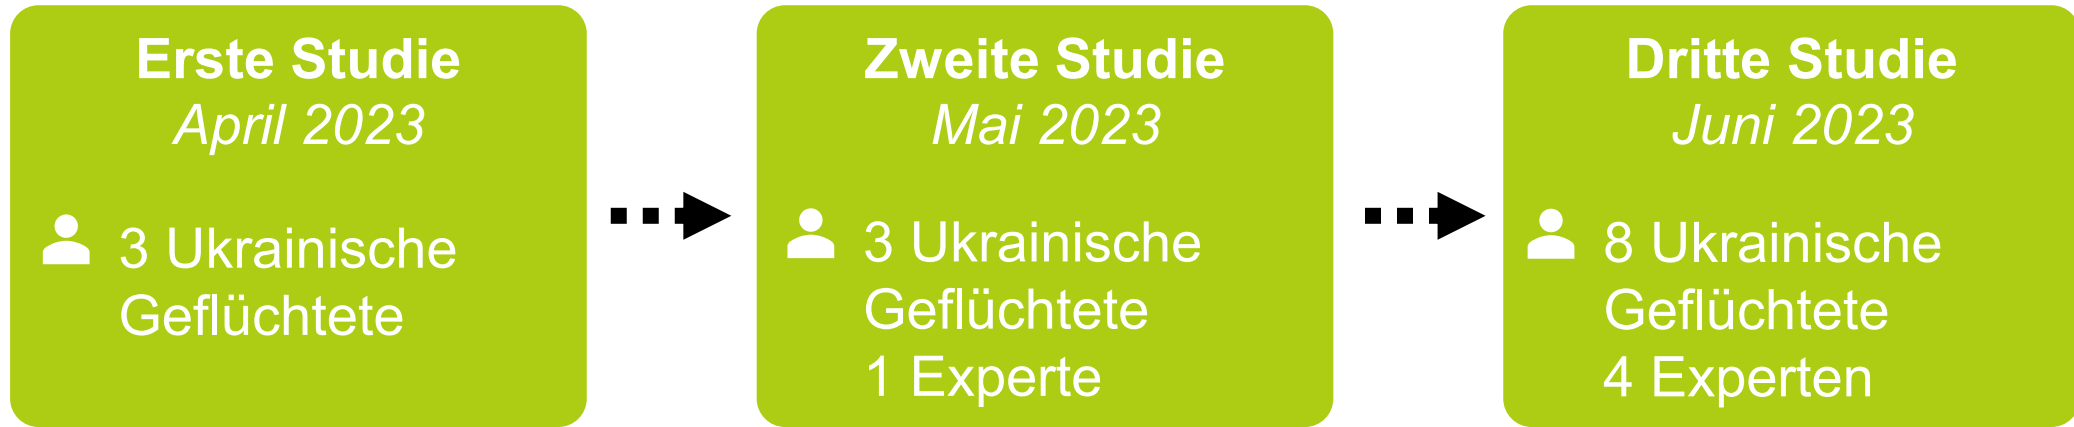 Erste Studie
April 2023
3 Ukrainische
Geflüchtete
Zweite Studie
Mai 2023
3 Ukrainische
Geflüchtete
1 Experte
Dritte Studie
Juni 2023
8 Ukrainische
Geflüchtete
4 Experten